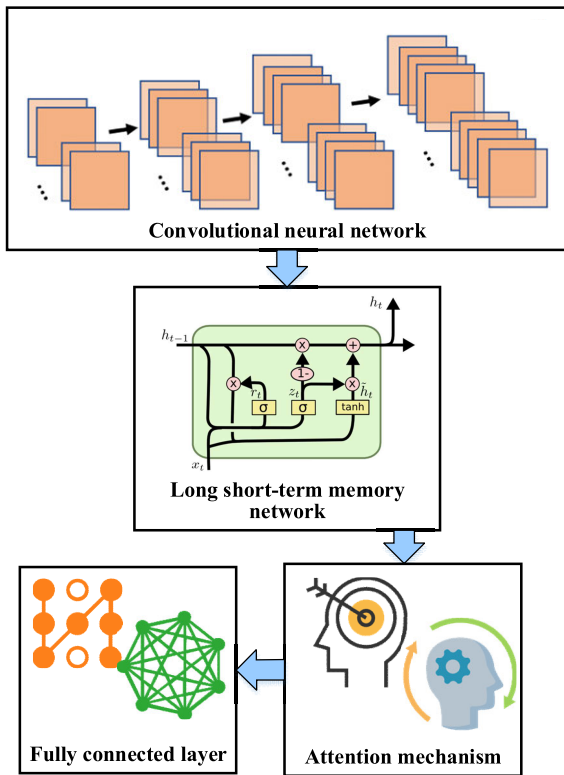 Convolutional neural network
h_t
h_{t-1}
x
+
1-
x
r_t
z_t
x
h̃_t
σ
σ
tanh
x_t
Long short-term memory
network
Fully connected layer
Attention mechanism